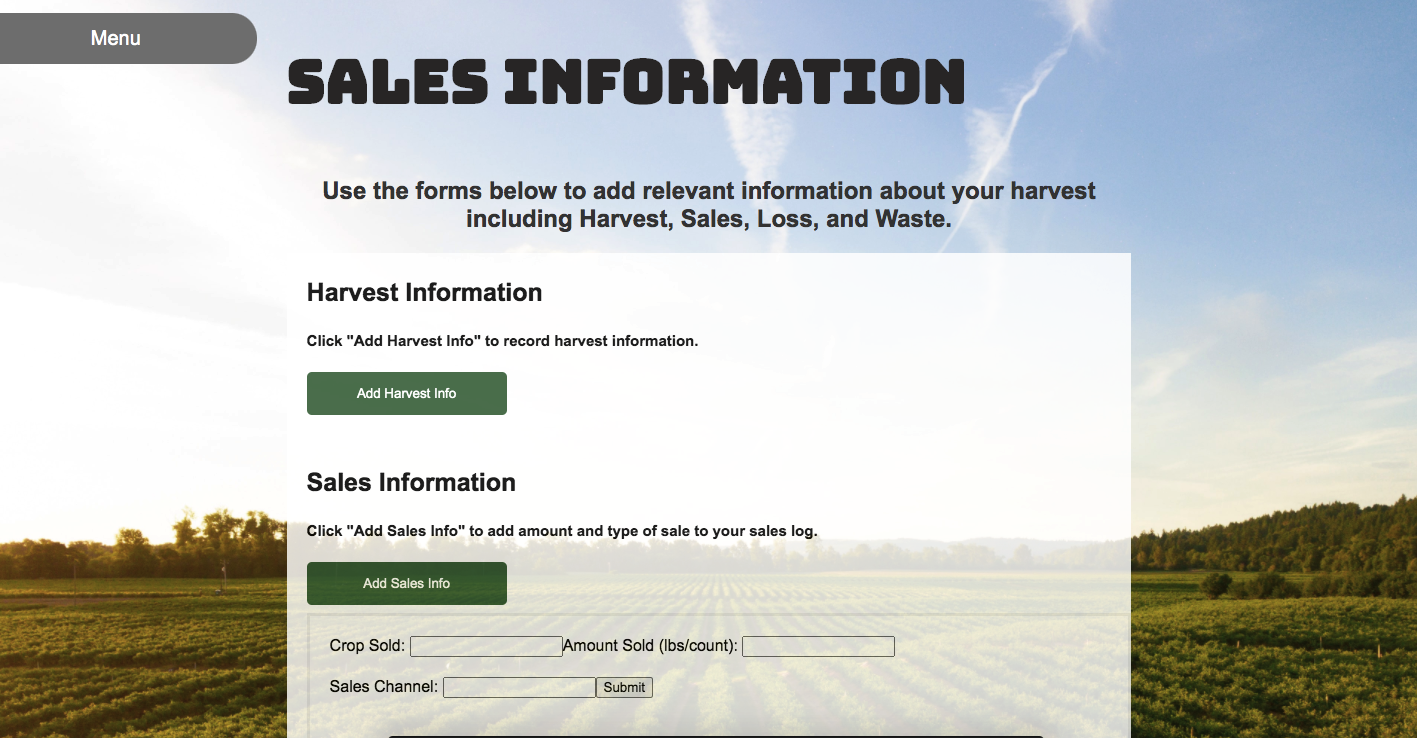 Menu
SALES INFORMATION
Use the forms below to add relevant information about your harvest
including Harvest, Sales, Loss, and Waste.
Harvest Information
Click "Add Harvest Info" to record harvest information.
Add Harvest Info
Sales Information
Click "Add Sales Info" to add amount and type of sale to your sales log.
Add Sales Info
Crop Sold: Amount Sold (lbs/count):
Sales Channel: Submit